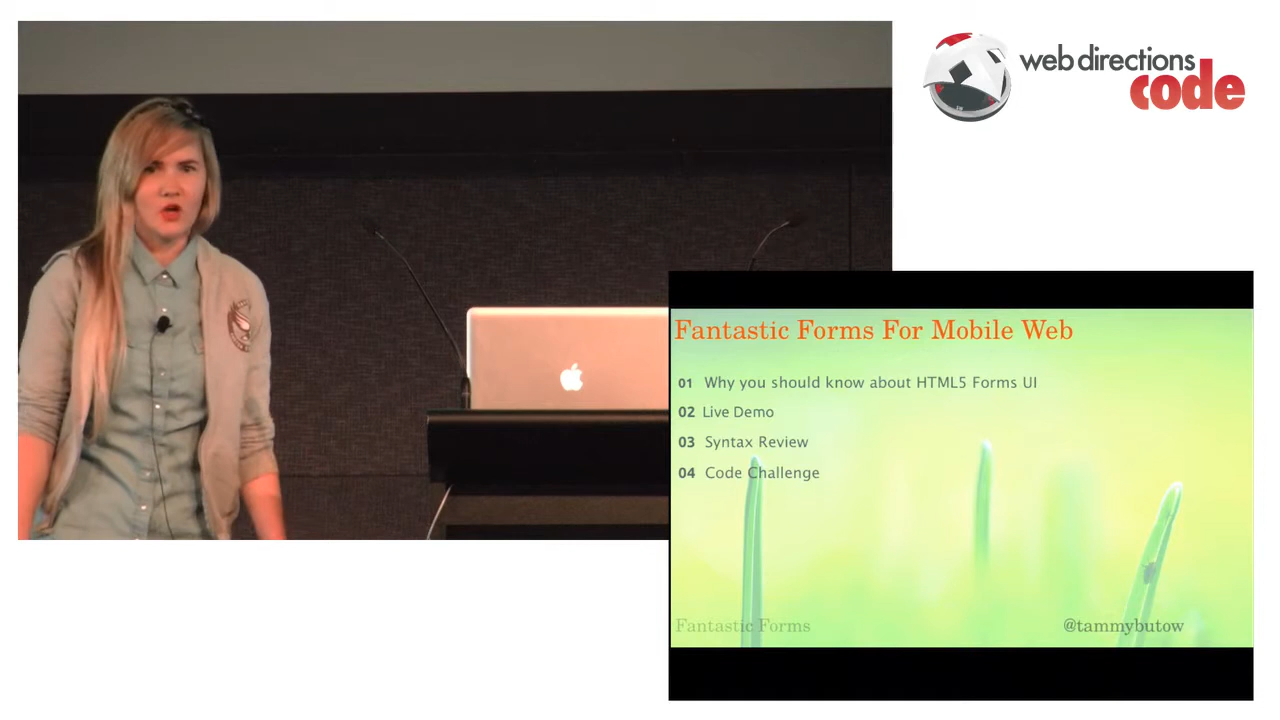 web directions
code
Fantastic Forms For Mobile Web
01 Why you should know about HTML5 Forms UI
02 Live Demo
03 Syntax Review
04 Code Challenge
Fantastic Forms
@tammybutow